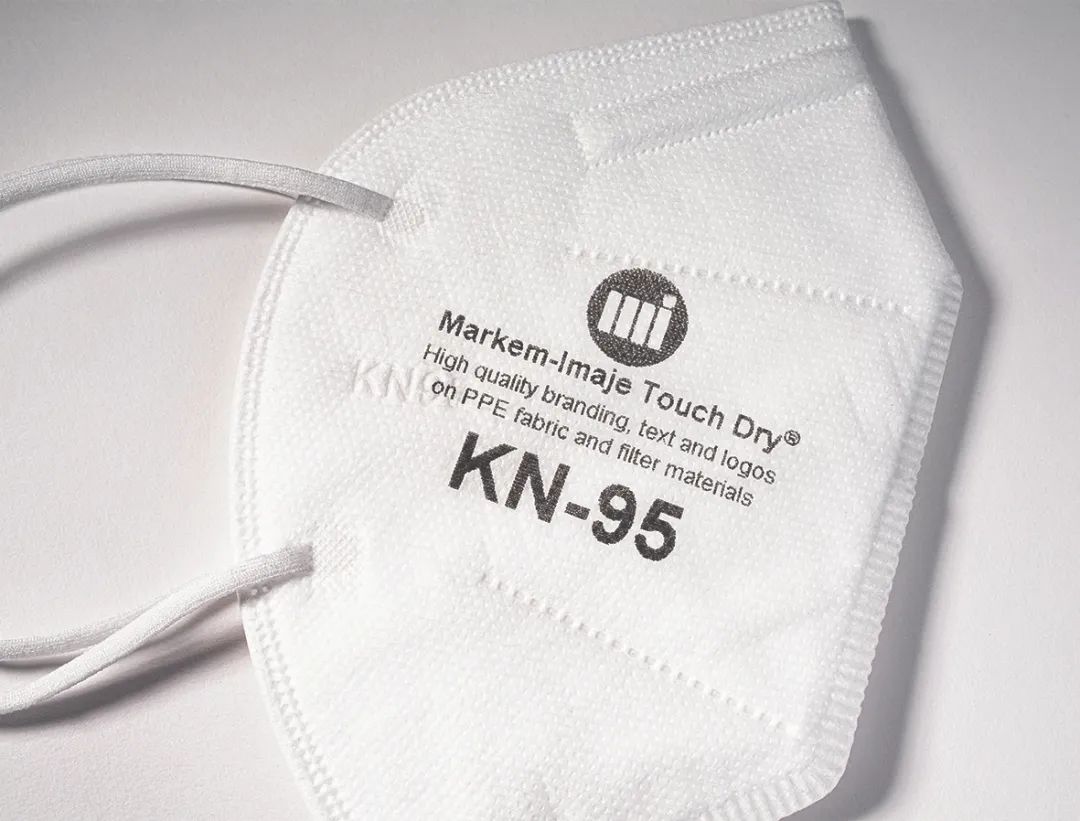 mi
Markem-Imaje Touch Dry®
High quality branding, text and logos
on PPE fabric and filter materials
KN-95